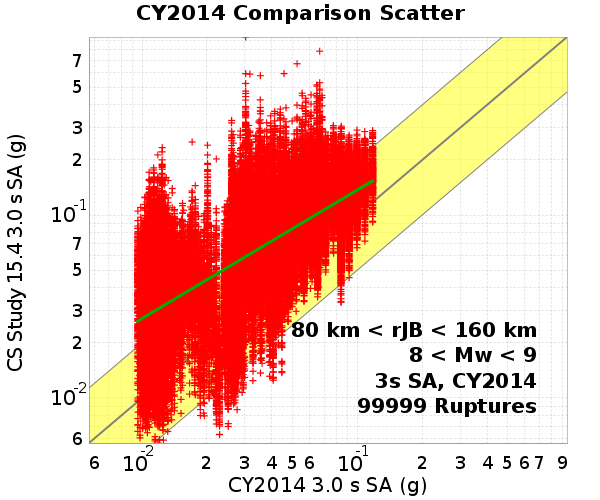 CY2014 Comparison Scatter
CS Study 15.4 3.0 s SA (g)
7
5
3
2
10⁻¹
7
5
3
2
10⁻²
6
80 km < rJB < 160 km
8 < Mw < 9
3s SA, CY2014
99999 Ruptures
6 10⁻² 2 3 4 5 6 10⁻¹ 2 3 4 5 6 7 9
CY2014 3.0 s SA (g)